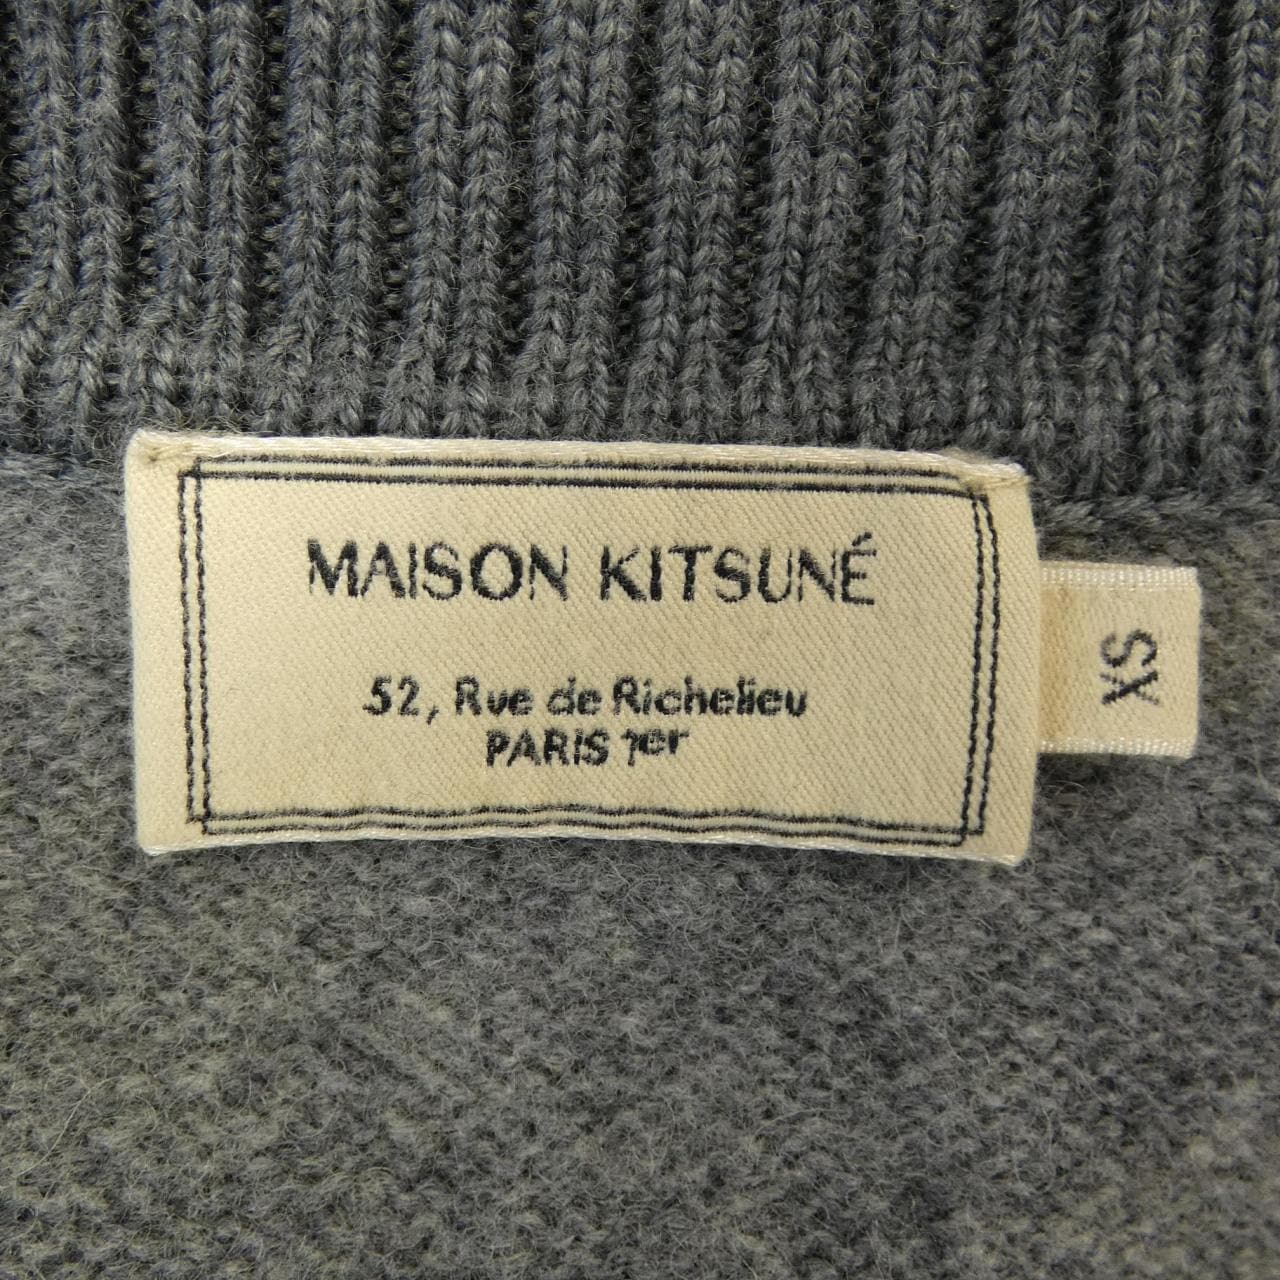 MAISON KITSUNÉ
52, Rue de Richelieu
PARIS 1er
XS